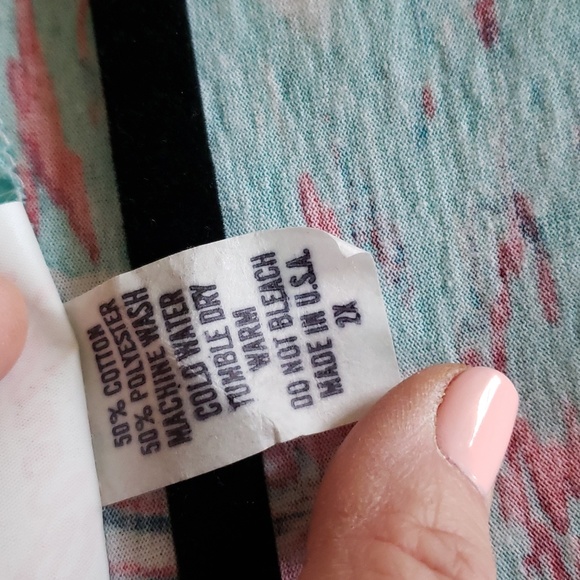 50% COTTON
50% POLYESTER
MACHINE WASH
COLD WATER
TUMBLE DRY
WARM
DO NOT BLEACH
MADE IN U.S.A.
2X